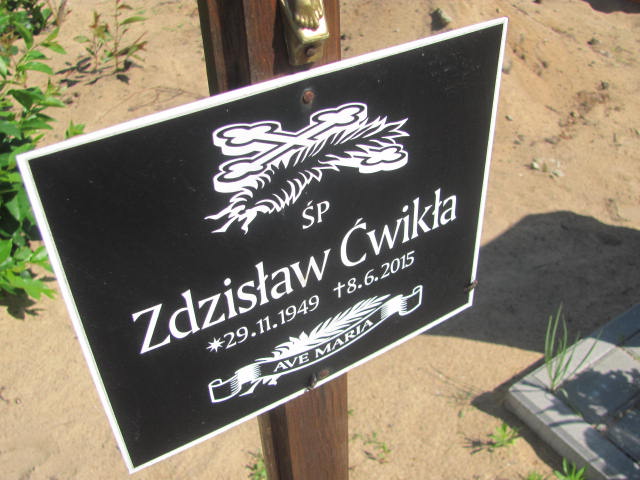 ŚP
Zdzisław Ćwikła
*29.11.1949 †8.6.2015
AVE MARIA